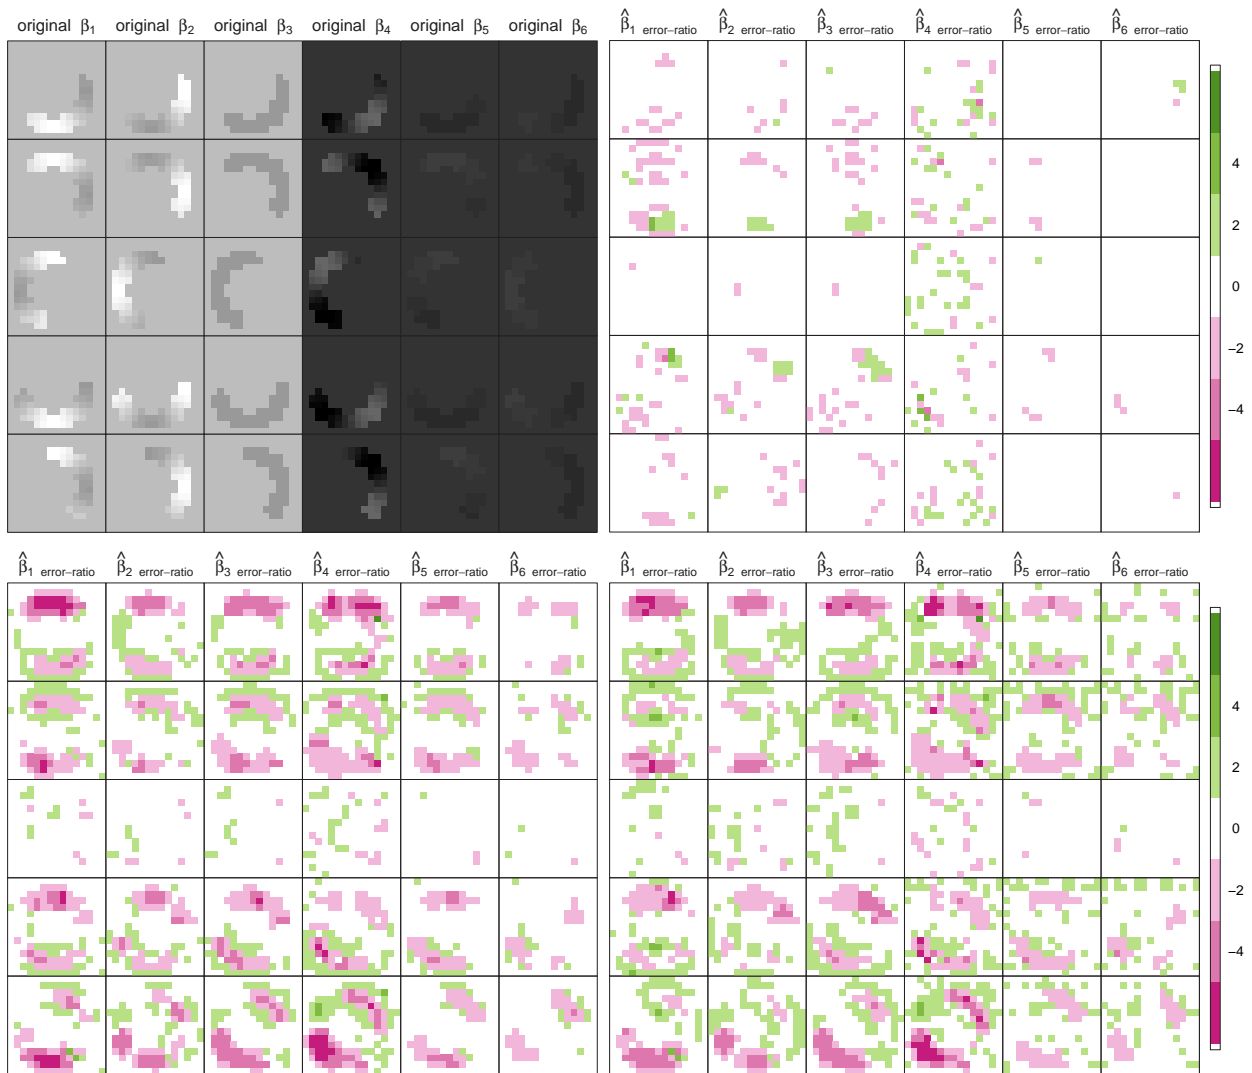 original β₁ original β₂ original β₃ original β₄ original β₅ original β₆
β̂₁ error−ratio β̂₂ error−ratio β̂₃ error−ratio β̂₄ error−ratio β̂₅ error−ratio β̂₆ error−ratio
4
2
0
−2
−4
β̂₁ error−ratio β̂₂ error−ratio β̂₃ error−ratio β̂₄ error−ratio β̂₅ error−ratio β̂₆ error−ratio
β̂₁ error−ratio β̂₂ error−ratio β̂₃ error−ratio β̂₄ error−ratio β̂₅ error−ratio β̂₆ error−ratio
4
2
0
−2
−4